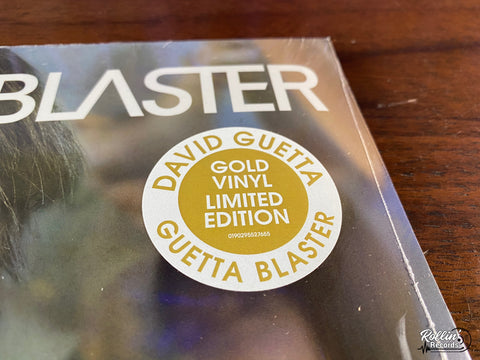 BLASTER
DAVID GUETTA
GOLD
VINYL
LIMITED
EDITION
0190295527655
GUETTA BLASTER
Rollin'
Records